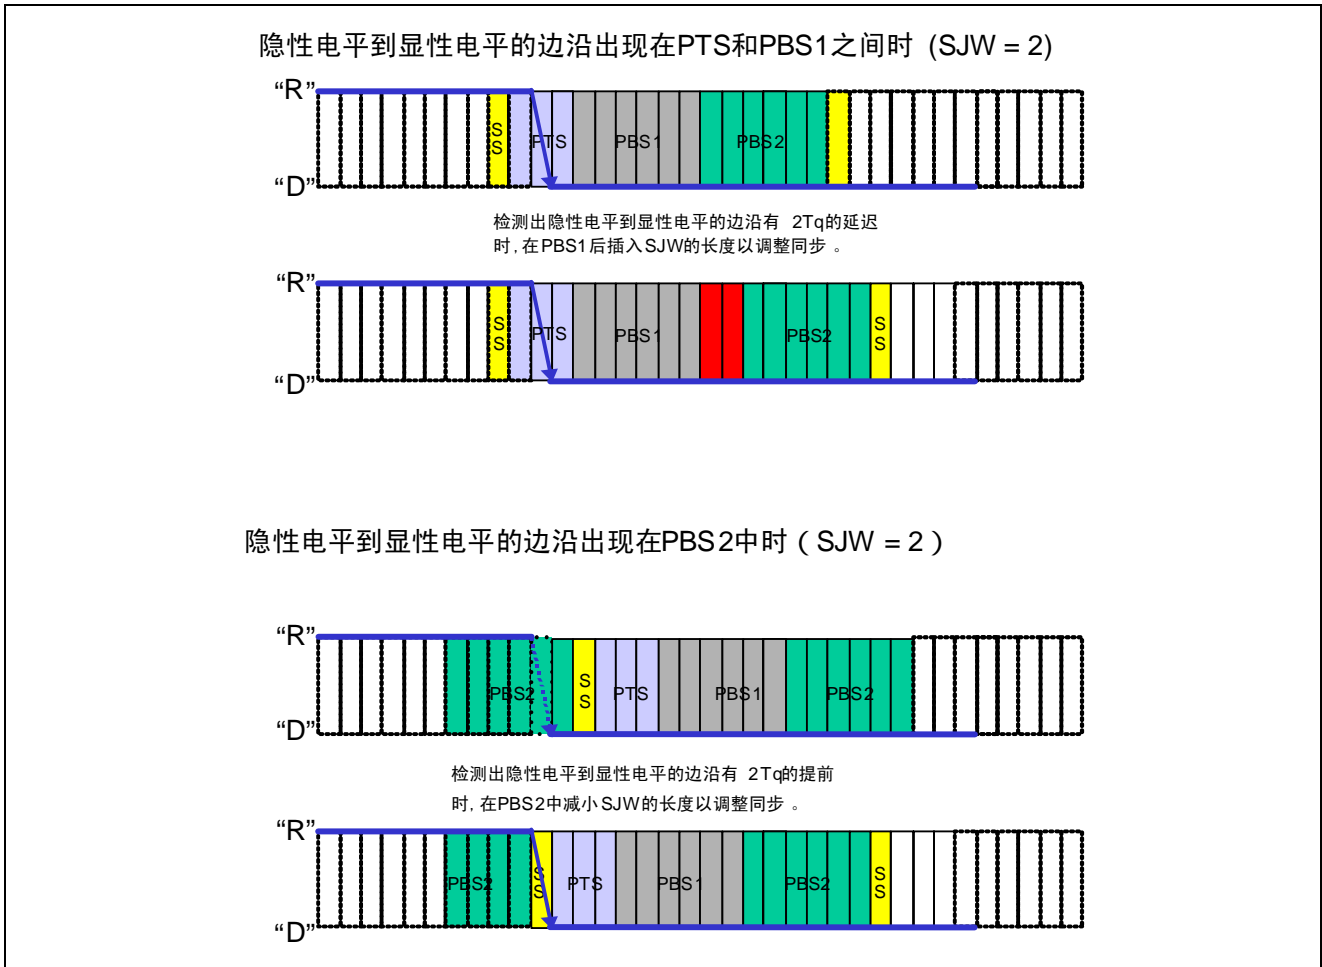 隐性电平到显性电平的边沿出现在PTS和PBS1之间时 (SJW = 2)
“R”
SS PTS PBS1 PBS2
“D”
检测出隐性电平到显性电平的边沿有 2Tq的延迟
时,在PBS1后插入SJW的长度以调整同步 。
“R”
SS PTS PBS1 PBS2 SS
“D”
隐性电平到显性电平的边沿出现在PBS2中时（SJW = 2）
“R”
PBS2 SS PTS PBS1 PBS2
“D”
检测出隐性电平到显性电平的边沿有 2Tq的提前
时,在PBS2中减小SJW的长度以调整同步 。
“R”
PBS2 SS PTS PBS1 PBS2 SS
“D”